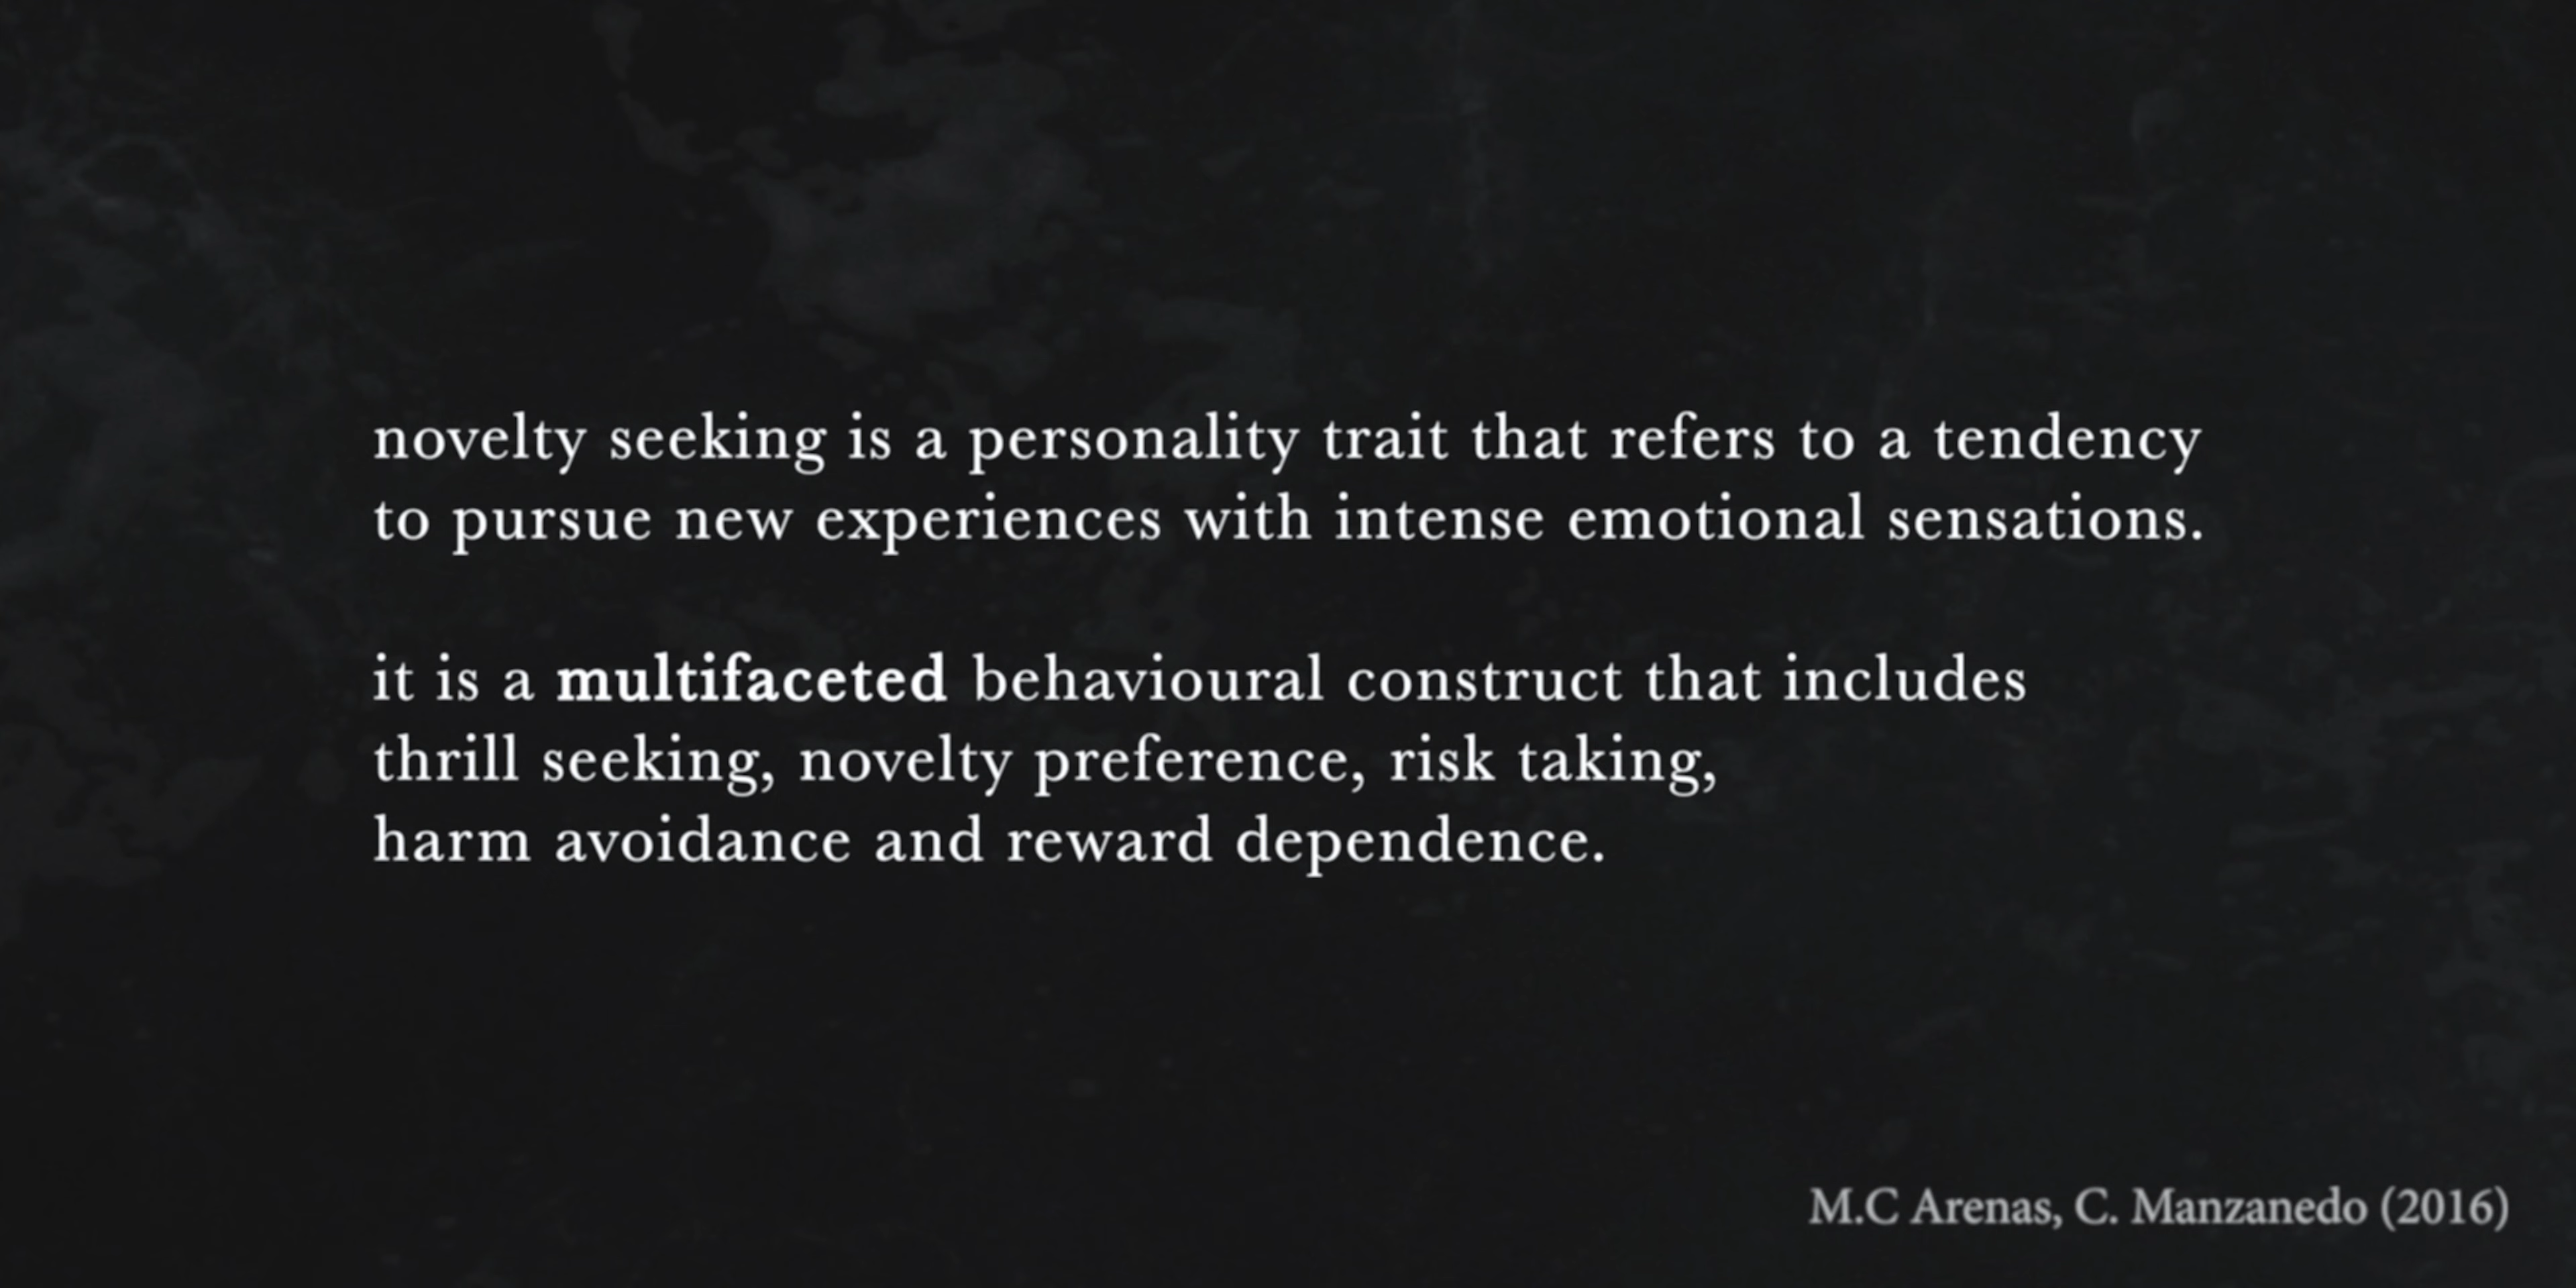 novelty seeking is a personality trait that refers to a tendency
to pursue new experiences with intense emotional sensations.
it is a multifaceted behavioural construct that includes
thrill seeking, novelty preference, risk taking,
harm avoidance and reward dependence.
M.C Arenas, C. Manzanedo (2016)